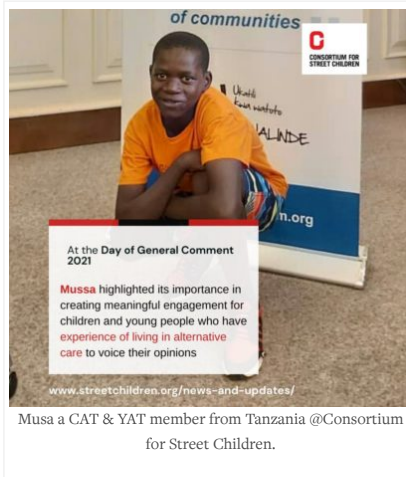 of communities
CONSORTIUM FOR
STREET CHILDREN
Ukatili
kwa watoto
ALINDE
m.org
At the Day of General Comment
2021
Mussa highlighted its importance in
creating meaningful engagement for
children and young people who have
experience of living in alternative
care to voice their opinions
www.streetchildren.org/news-and-updates/
Musa a CAT & YAT member from Tanzania @Consortium
for Street Children.